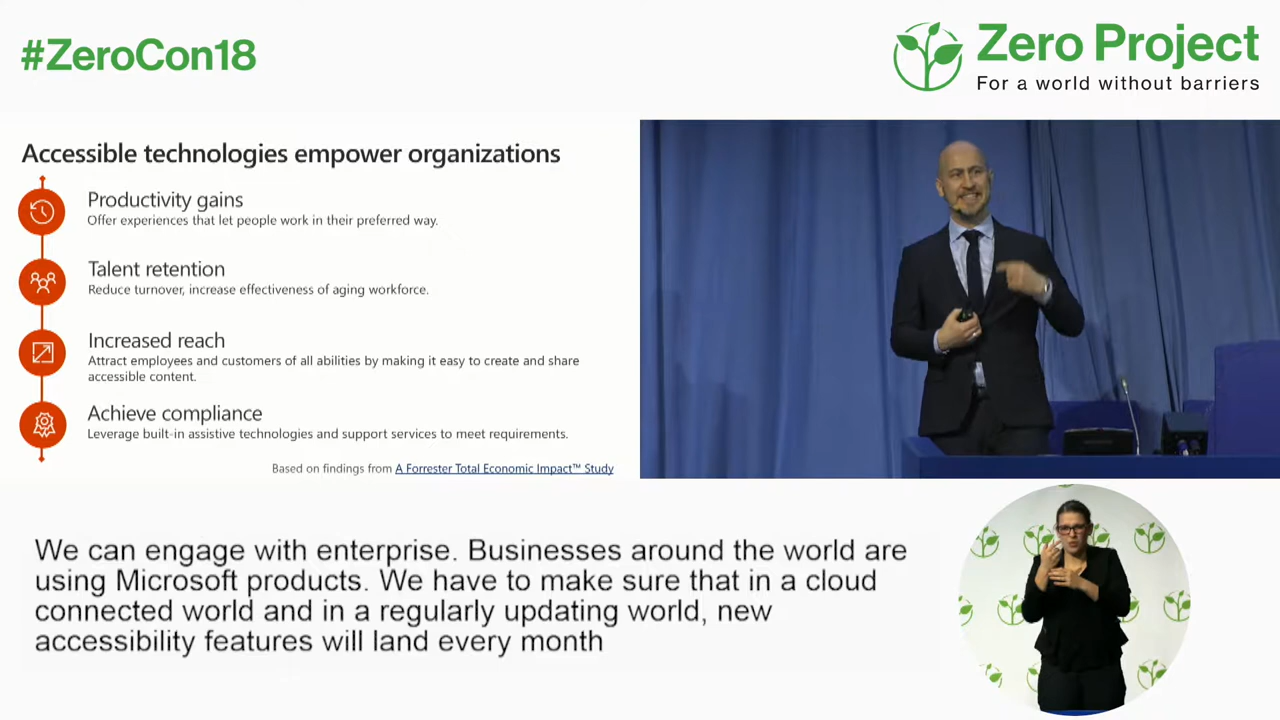 #ZeroCon18
Zero Project
For a world without barriers
Accessible technologies empower organizations
Productivity gains
Offer experiences that let people work in their preferred way.
Talent retention
Reduce turnover, increase effectiveness of aging workforce.
Increased reach
Attract employees and customers of all abilities by making it easy to create and share
accessible content.
Achieve compliance
Leverage built-in assistive technologies and support services to meet requirements.
Based on findings from A Forrester Total Economic Impact™ Study
We can engage with enterprise. Businesses around the world are
using Microsoft products. We have to make sure that in a cloud
connected world and in a regularly updating world, new
accessibility features will land every month